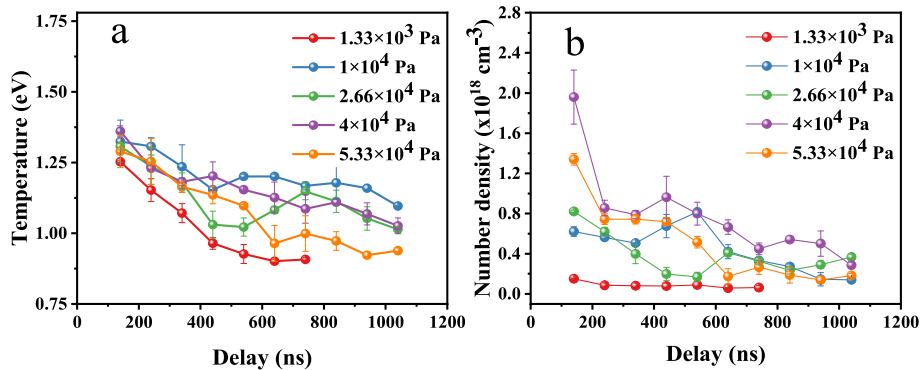 a
1.33×10³ Pa
1×10⁴ Pa
2.66×10⁴ Pa
4×10⁴ Pa
5.33×10⁴ Pa
1.75
1.50
1.25
1.00
0.75
Temperature (eV)
0 200 400 600 800 1000 1200
Delay (ns)
b
1.33×10³ Pa
1×10⁴ Pa
2.66×10⁴ Pa
4×10⁴ Pa
5.33×10⁴ Pa
2.8
2.4
2.0
1.6
1.2
0.8
0.4
0.0
Number density (x10¹⁸ cm⁻³)
0 200 400 600 800 1000 1200
Delay (ns)